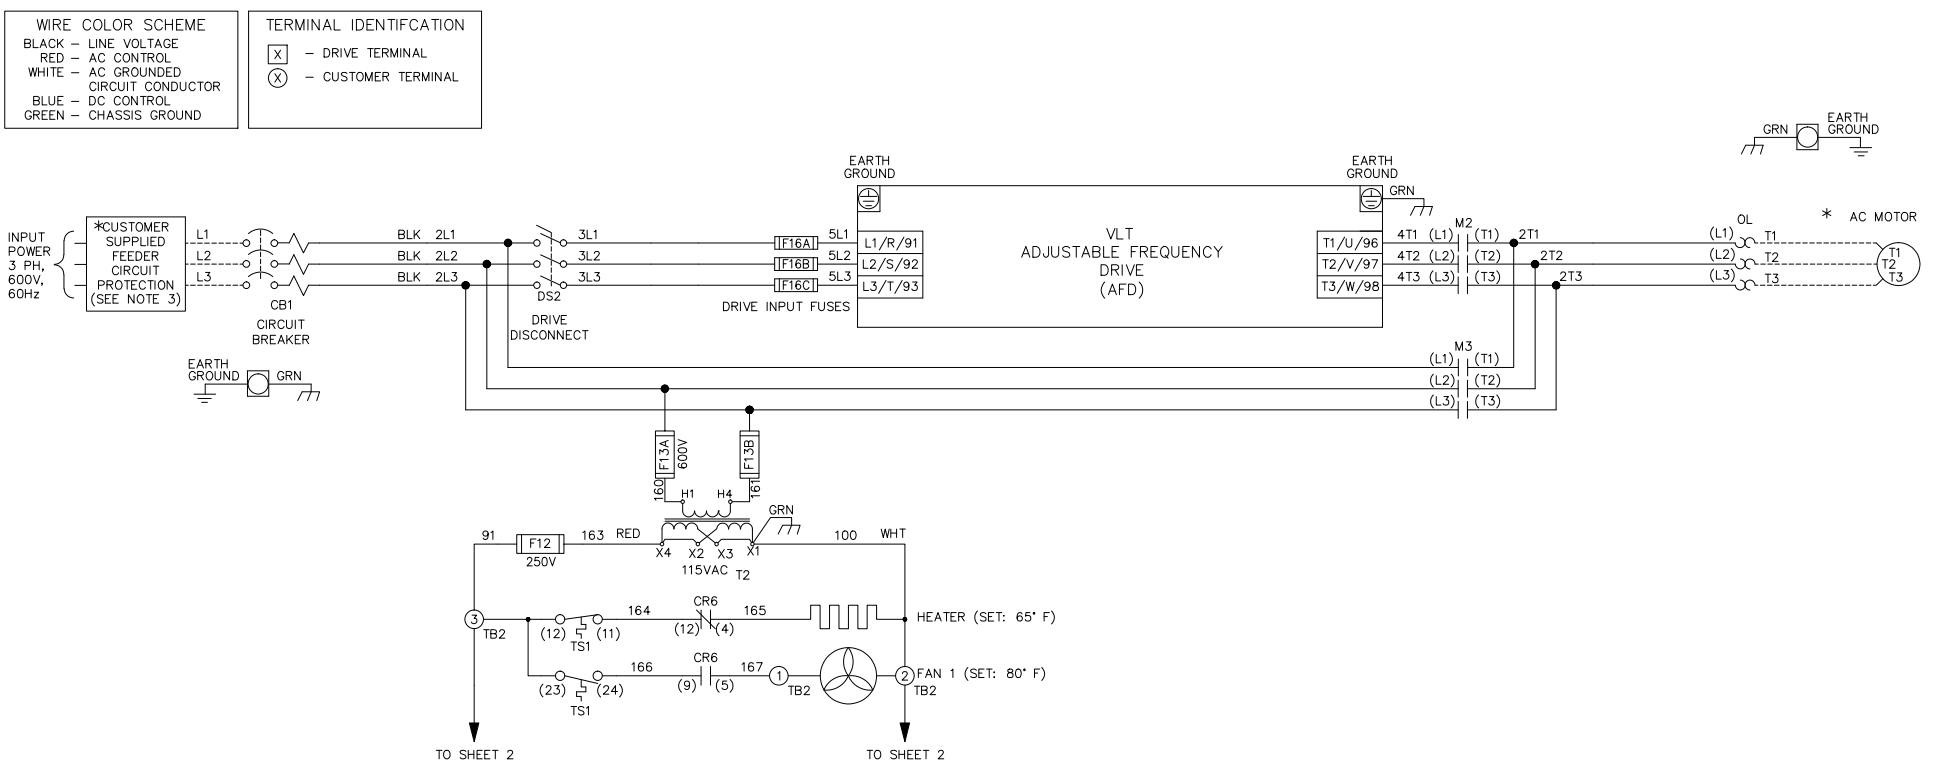 WIRE COLOR SCHEME
BLACK – LINE VOLTAGE
RED – AC CONTROL
WHITE – AC GROUNDED
CIRCUIT CONDUCTOR
BLUE – DC CONTROL
GREEN – CHASSIS GROUND
TERMINAL IDENTIFCATION
X – DRIVE TERMINAL
X – CUSTOMER TERMINAL
INPUT
POWER
3 PH,
600V,
60Hz
*CUSTOMER
SUPPLIED
FEEDER
CIRCUIT
PROTECTION
(SEE NOTE 3)
L1
L2
L3
CB1
CIRCUIT
BREAKER
BLK 2L1
BLK 2L2
BLK 2L3
DS2
DRIVE
DISCONNECT
3L1
3L2
3L3
F16A
F16B
F16C
DRIVE INPUT FUSES
5L1
5L2
5L3
EARTH
GROUND
L1/R/91
L2/S/92
L3/T/93
VLT
ADJUSTABLE FREQUENCY
DRIVE
(AFD)
EARTH
GROUND
GRN
T1/U/96
T2/V/97
T3/W/98
4T1 (L1)
4T2 (L2)
4T3 (L3)
M2
(T1)
(T2)
(T3)
2T1
2T2
2T3
OL
(L1) T1
(L2) T2
(L3) T3
* AC MOTOR
T1
T2
T3
GRN
EARTH
GROUND
M3
(L1) (T1)
(L2) (T2)
(L3) (T3)
EARTH
GROUND
GRN
F13A
600V
F13B
160
161
H1 H4
GRN
91
F12
250V
163 RED
X4 X2 X3 X1
115VAC T2
100 WHT
3
TB2
(12) (11)
TS1
164
CR6
(12) (4)
165
HEATER (SET: 65° F)
(23) (24)
TS1
166
CR6
(9) (5)
167
1
TB2
2
TB2
FAN 1 (SET: 80° F)
TO SHEET 2
TO SHEET 2